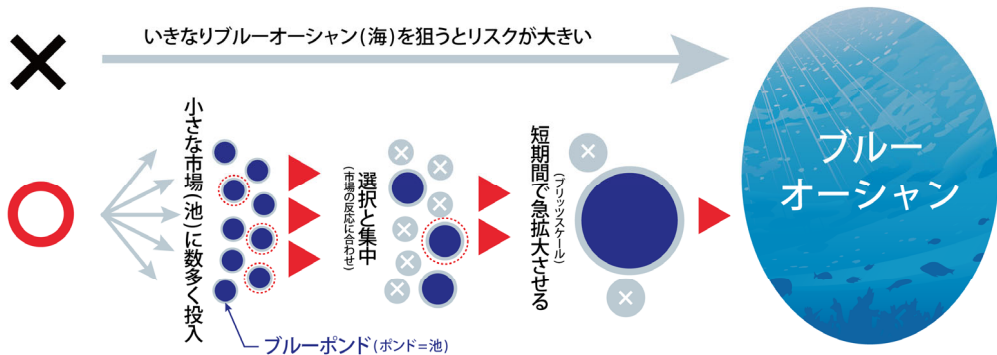 いきなりブルーオーシャン(海)を狙うとリスクが大きい
小さな市場(池)に数多く投入
選択と集中
(市場の反応に合わせ)
短期間で急拡大させる
(ブリッツスケール)
ブルー
オーシャン
ブルーポンド(ポンド=池)